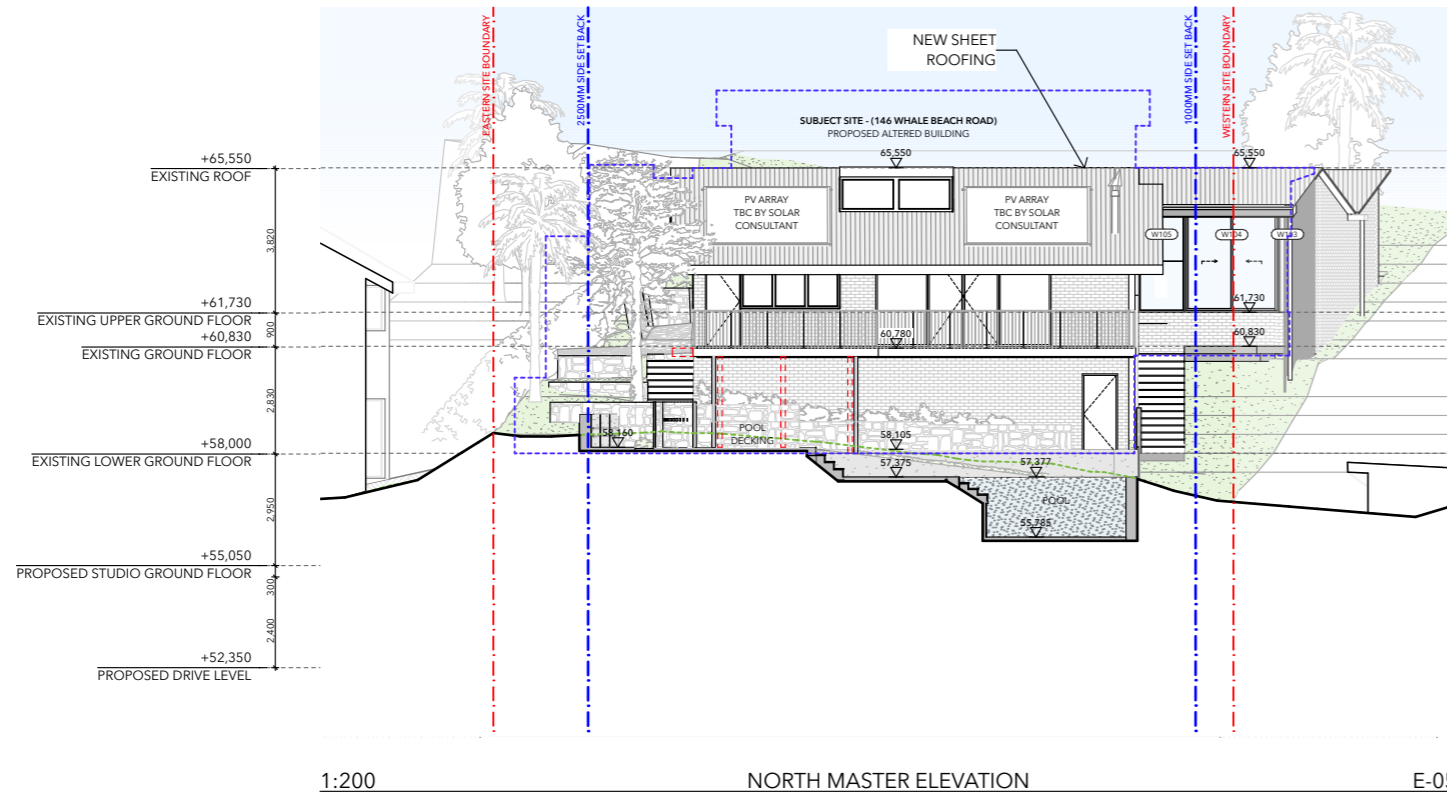 EASTERN SITE BOUNDARY
2500MM SIDE SET BACK
1000MM SIDE SET BACK
WESTERN SITE BOUNDARY
NEW SHEET
ROOFING
SUBJECT SITE - (146 WHALE BEACH ROAD)
PROPOSED ALTERED BUILDING
+65,550
EXISTING ROOF
65,550
65,550
PV ARRAY
TBC BY SOLAR
CONSULTANT
PV ARRAY
TBC BY SOLAR
CONSULTANT
W105
W104
3,820
+61,730
EXISTING UPPER GROUND FLOOR
61,730
900
+60,830
EXISTING GROUND FLOOR
60,780
60,830
2,830
POOL
DECKING
58,160
58,105
+58,000
EXISTING LOWER GROUND FLOOR
57,375
57,377
2,950
POOL
55,785
+55,050
PROPOSED STUDIO GROUND FLOOR
300
2,400
+52,350
PROPOSED DRIVE LEVEL
1:200
NORTH MASTER ELEVATION